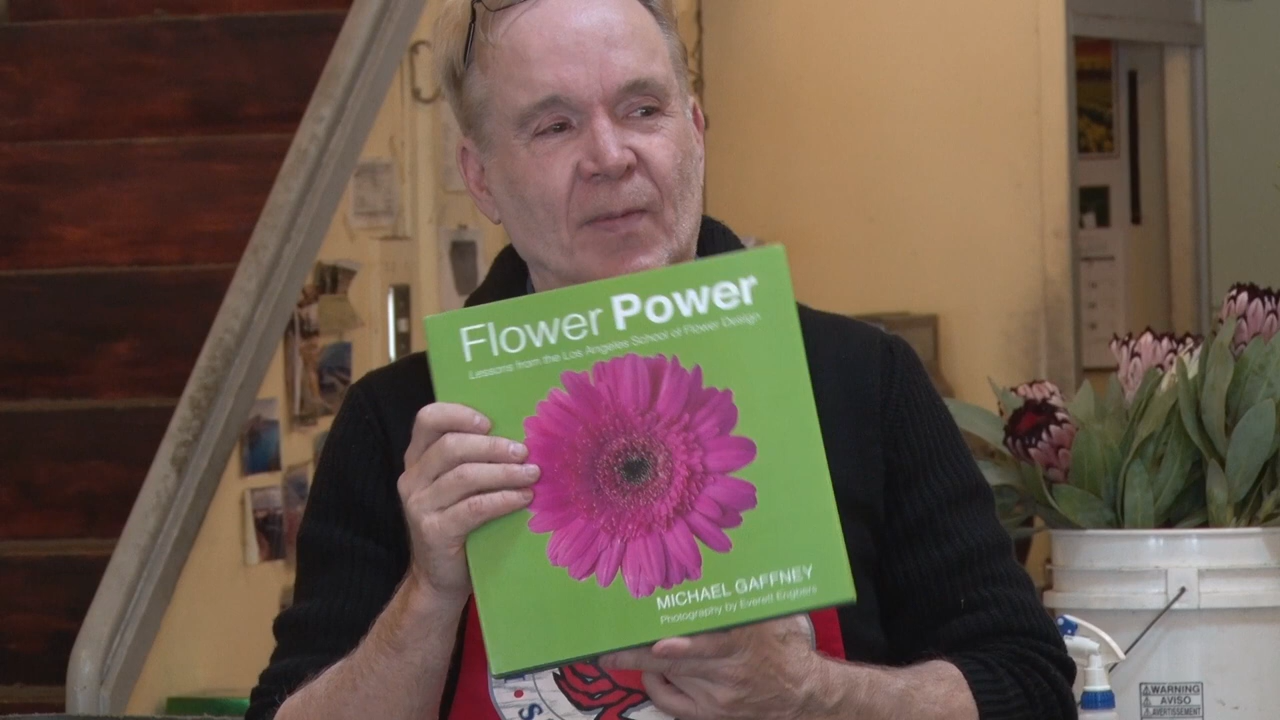 Flower Power
Lessons from the Los Angeles School of Flower Design
MICHAEL GAFFNEY
Photography by Everett Engbers
WARNING
AVISO
AVERTISSEMENT